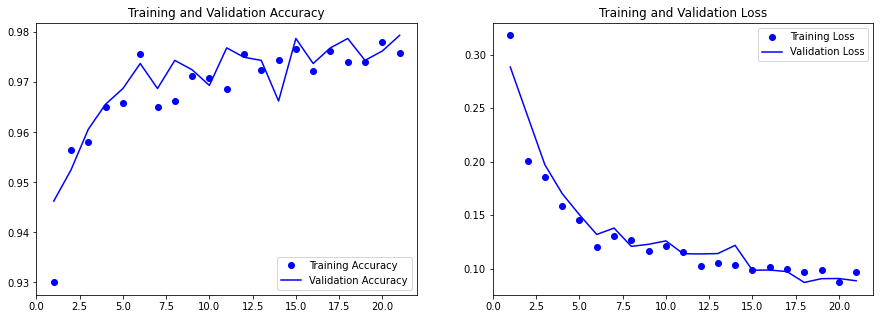 Training and Validation Accuracy
0.98
0.97
0.96
0.95
0.94
0.93
0.0 2.5 5.0 7.5 10.0 12.5 15.0 17.5 20.0
Training Accuracy
Validation Accuracy
Training and Validation Loss
0.30
0.25
0.20
0.15
0.10
0.0 2.5 5.0 7.5 10.0 12.5 15.0 17.5 20.0
Training Loss
Validation Loss